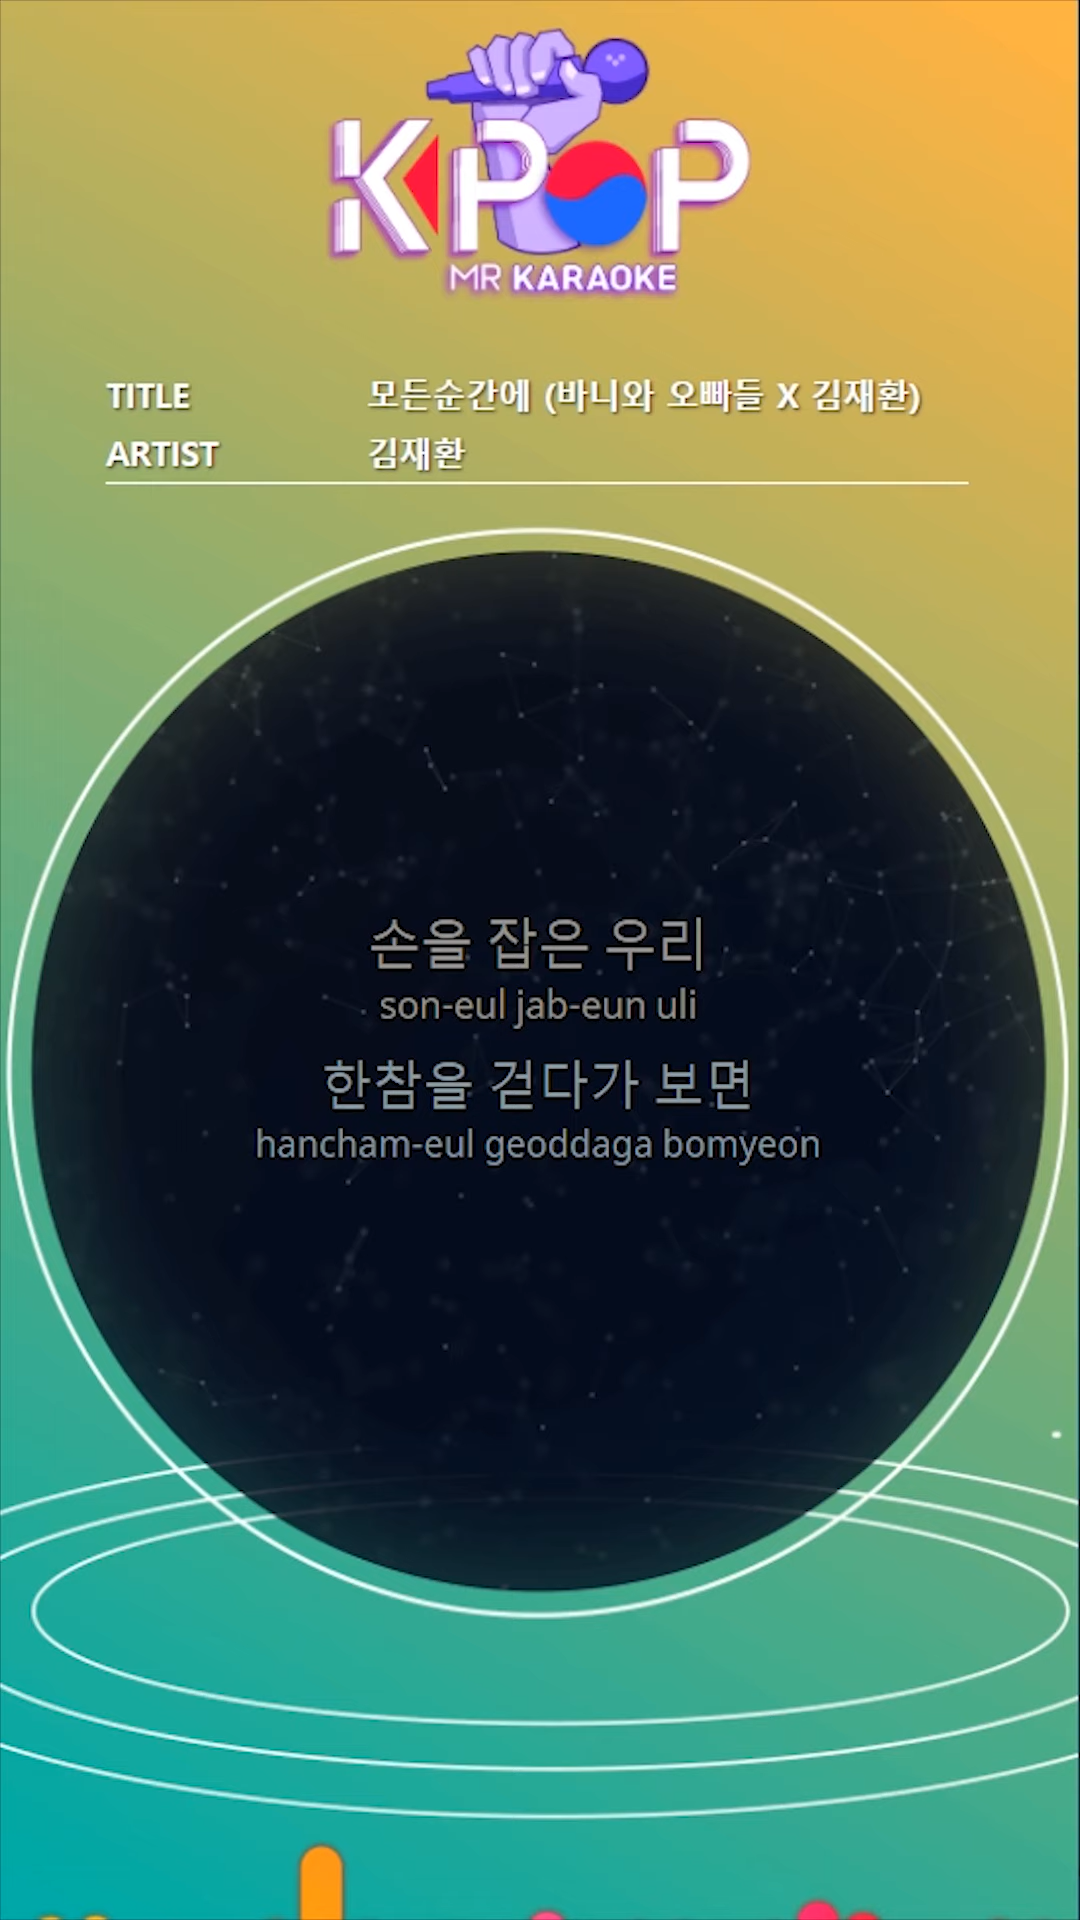 KPOP
MR KARAOKE
TITLE 모든순간에 (바니와 오빠들 X 김재환)
ARTIST 김재환
손을 잡은 우리
son-eul jab-eun uli
한참을 걷다가 보면
hancham-eul geoddaga bomyeon